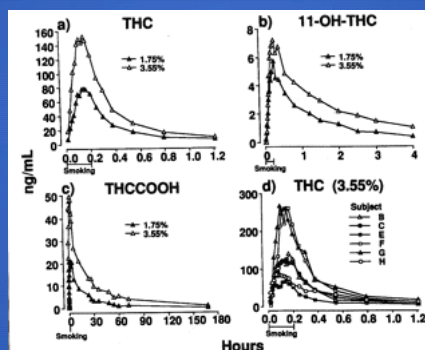 a) THC
1.75%
3.55%
160
140
120
100
80
60
40
20
0
0.0 0.2 0.4 0.6 0.8 1.0 1.2
Smoking
b) 11-OH-THC
1.75%
3.55%
8
6
4
2
0
0 1 2 3 4
Smoking
ng/mL
c) THCCOOH
1.75%
3.55%
50
40
30
20
10
0
0 30 60 70 90 120 150 180
Smoking
d) THC (3.55%)
Subject
B
C
E
F
G
H
300
200
100
0
0.0 0.2 0.4 0.6 0.8 1.0 1.2
Smoking
Hours